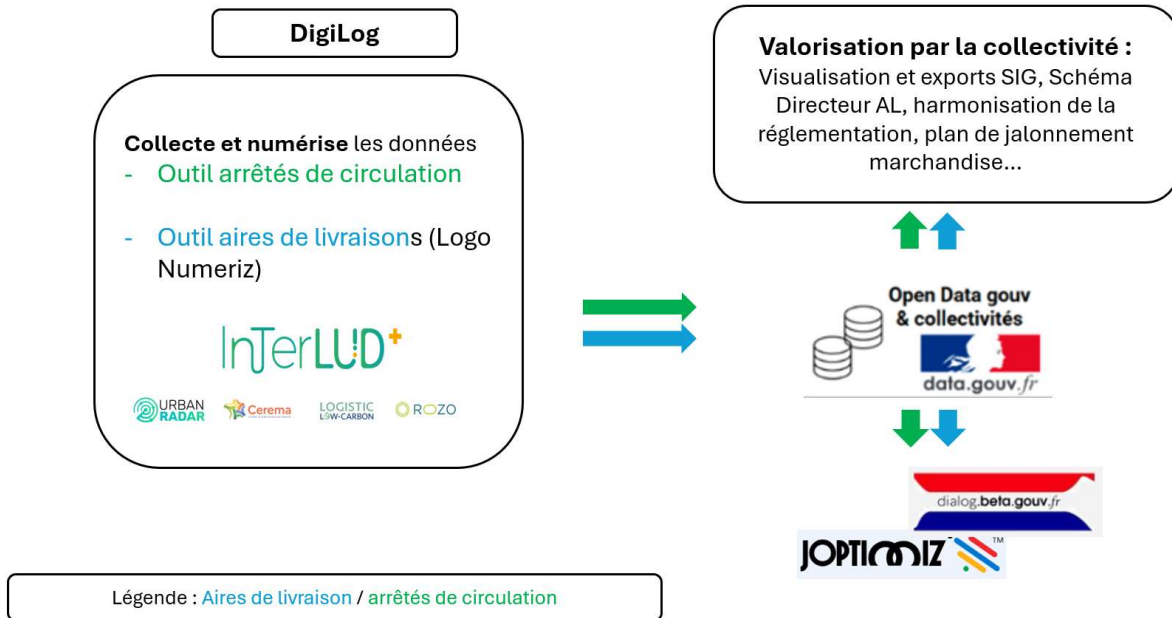 DigiLog
Collecte et numérise les données
- Outil arrêtés de circulation
- Outil aires de livraisons (Logo
Numeriz)
InTerLUD+
URBAN
RADAR
Cerema
LOGISTIC
LOW-CARBON
ROZO
Valorisation par la collectivité :
Visualisation et exports SIG, Schéma
Directeur AL, harmonisation de la
réglementation, plan de jalonnement
marchandise...
Open Data gouv
& collectivités
data.gouv.fr
dialog.beta.gouv.fr
JOPTIMIZ™
Légende : Aires de livraison / arrêtés de circulation